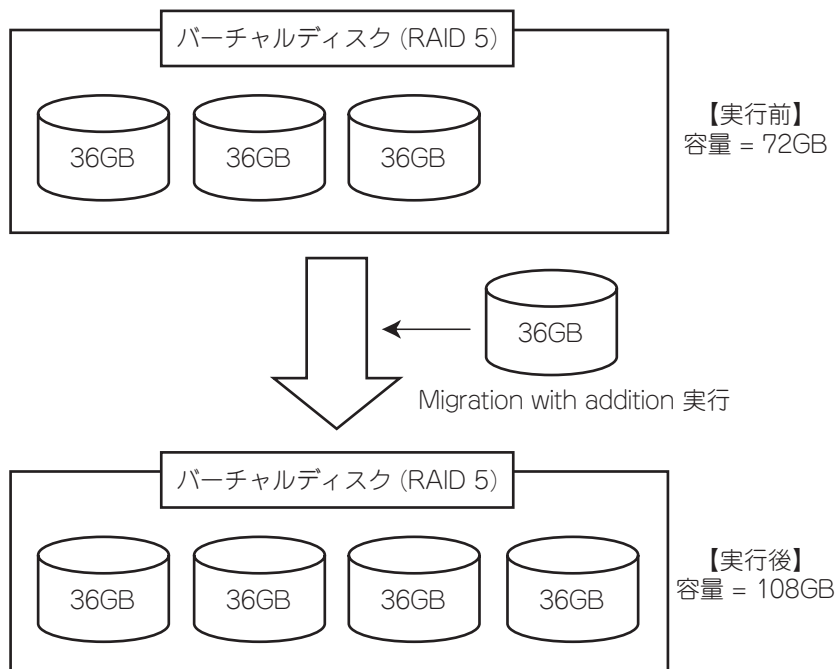 バーチャルディスク (RAID 5)
36GB
36GB
36GB
【実行前】
容量 = 72GB
36GB
Migration with addition 実行
バーチャルディスク (RAID 5)
36GB
36GB
36GB
36GB
【実行後】
容量 = 108GB